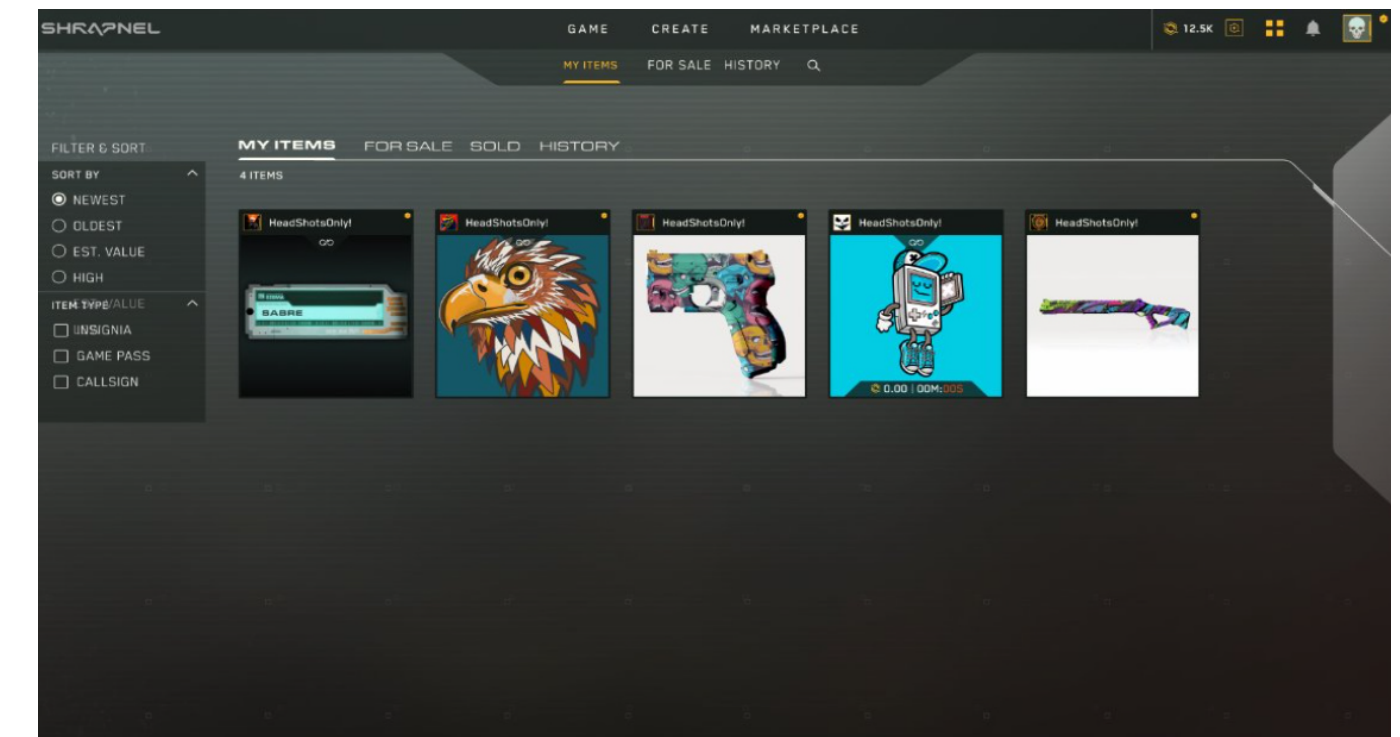 SHRAPNEL
GAME CREATE MARKETPLACE
12.5K
MY ITEMS FOR SALE HISTORY
FILTER & SORT
SORT BY
NEWEST
OLDEST
EST. VALUE
HIGH
ITEM TYPE
INSIGNIA
GAME PASS
CALLSIGN
MY ITEMS FOR SALE SOLD HISTORY
4 ITEMS
HeadShotsOnly!
SABRE
HeadShotsOnly!
HeadShotsOnly!
HeadShotsOnly!
0.00 | 00M:00S
HeadShotsOnly!